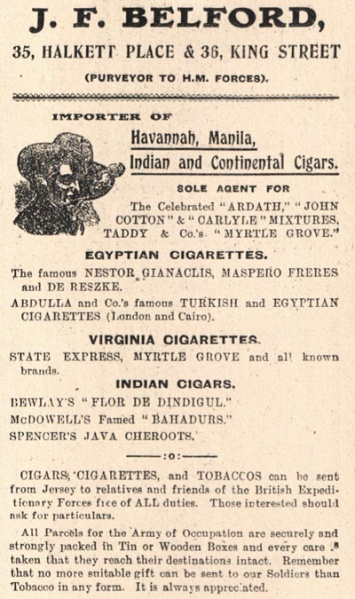 J. F. BELFORD,
35, HALKETT PLACE & 36, KING STREET
(PURVEYOR TO H.M. FORCES).
IMPORTER OF
Havannah, Manila,
Indian and Continental Cigars.
SOLE AGENT FOR
The Celebrated "ARDATH," "JOHN
COTTON" & "CARLYLE" MIXTURES,
TADDY & Co.'s "MYRTLE GROVE."
EGYPTIAN CIGARETTES.
The famous NESTOR GIANACLIS, MASPERO FRERES
and DE RESZKE.
ABDULLA and Co.'s famous TURKISH and EGYPTIAN
CIGARETTES (London and Cairo).
VIRGINIA CIGARETTES.
STATE EXPRESS, MYRTLE GROVE and all known
brands.
INDIAN CIGARS.
BEWLAY'S "FLOR DE DINDIGUL."
McDOWELL'S Famed "BAHADURS."
SPENCER'S JAVA CHEROOTS.
:o:
CIGARS, CIGARETTES, and TOBACCOS can be sent
from Jersey to relatives and friends of the British Expedi-
tionary Forces free of ALL duties. Those interested should
ask for particulars.
All Parcels for the Army of Occupation are securely and
strongly packed in Tin or Wooden Boxes and every care is
taken that they reach their destinations intact. Remember
that no more suitable gift can be sent to our Soldiers than
Tobacco in any form. It is always appreciated.